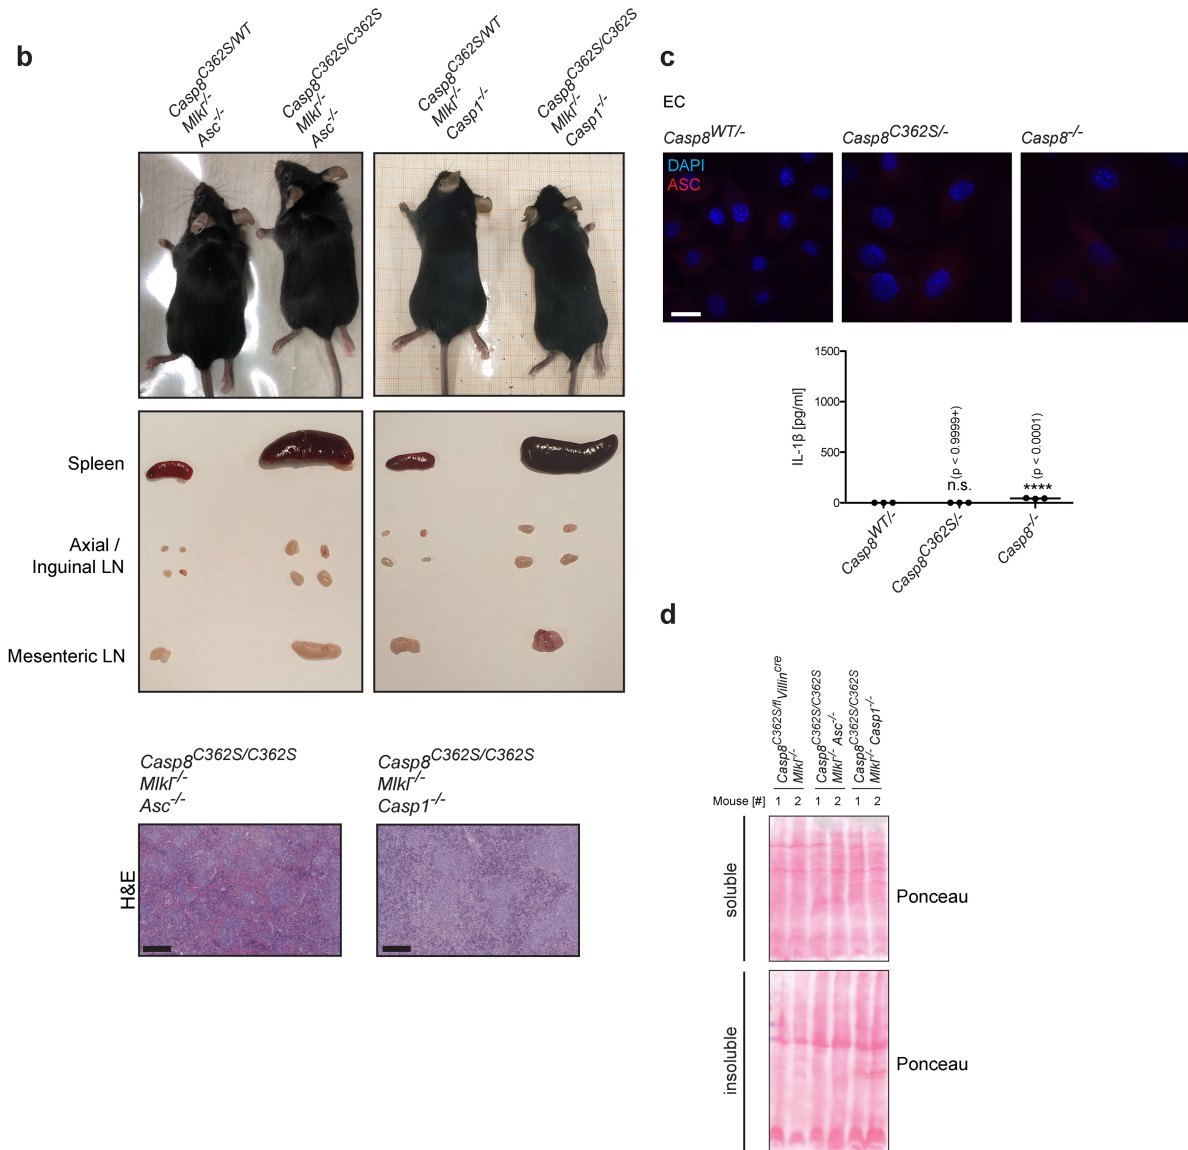 b
Casp8C362S/WT
Mlkl-/-
Asc-/-
Casp8C362S/C362S
Mlkl-/-
Asc-/-
Casp8C362S/WT
Mlkl-/-
Casp1-/-
Casp8C362S/C362S
Mlkl-/-
Casp1-/-
Spleen
Axial /
Inguinal LN
Mesenteric LN
Casp8C362S/C362S
Mlkl-/-
Asc-/-
Casp8C362S/C362S
Mlkl-/-
Casp1-/-
H&E
c
EC
Casp8WT/-
Casp8C362S/-
Casp8-/-
DAPI
ASC
1500
1000
500
0
IL-1β [pg/ml]
(p < 0.9999+)
n.s.
(p < 0.0001)
****
Casp8WT/-
Casp8C362S/-
Casp8-/-
d
Casp8C362S/fl Villincre
Mlkl-/-
Casp8C362S/C362S
Mlkl-/- Asc-/-
Casp8C362S/C362S
Mlkl-/- Casp1-/-
Mouse [#] 1 2 1 2 1 2
soluble
Ponceau
insoluble
Ponceau